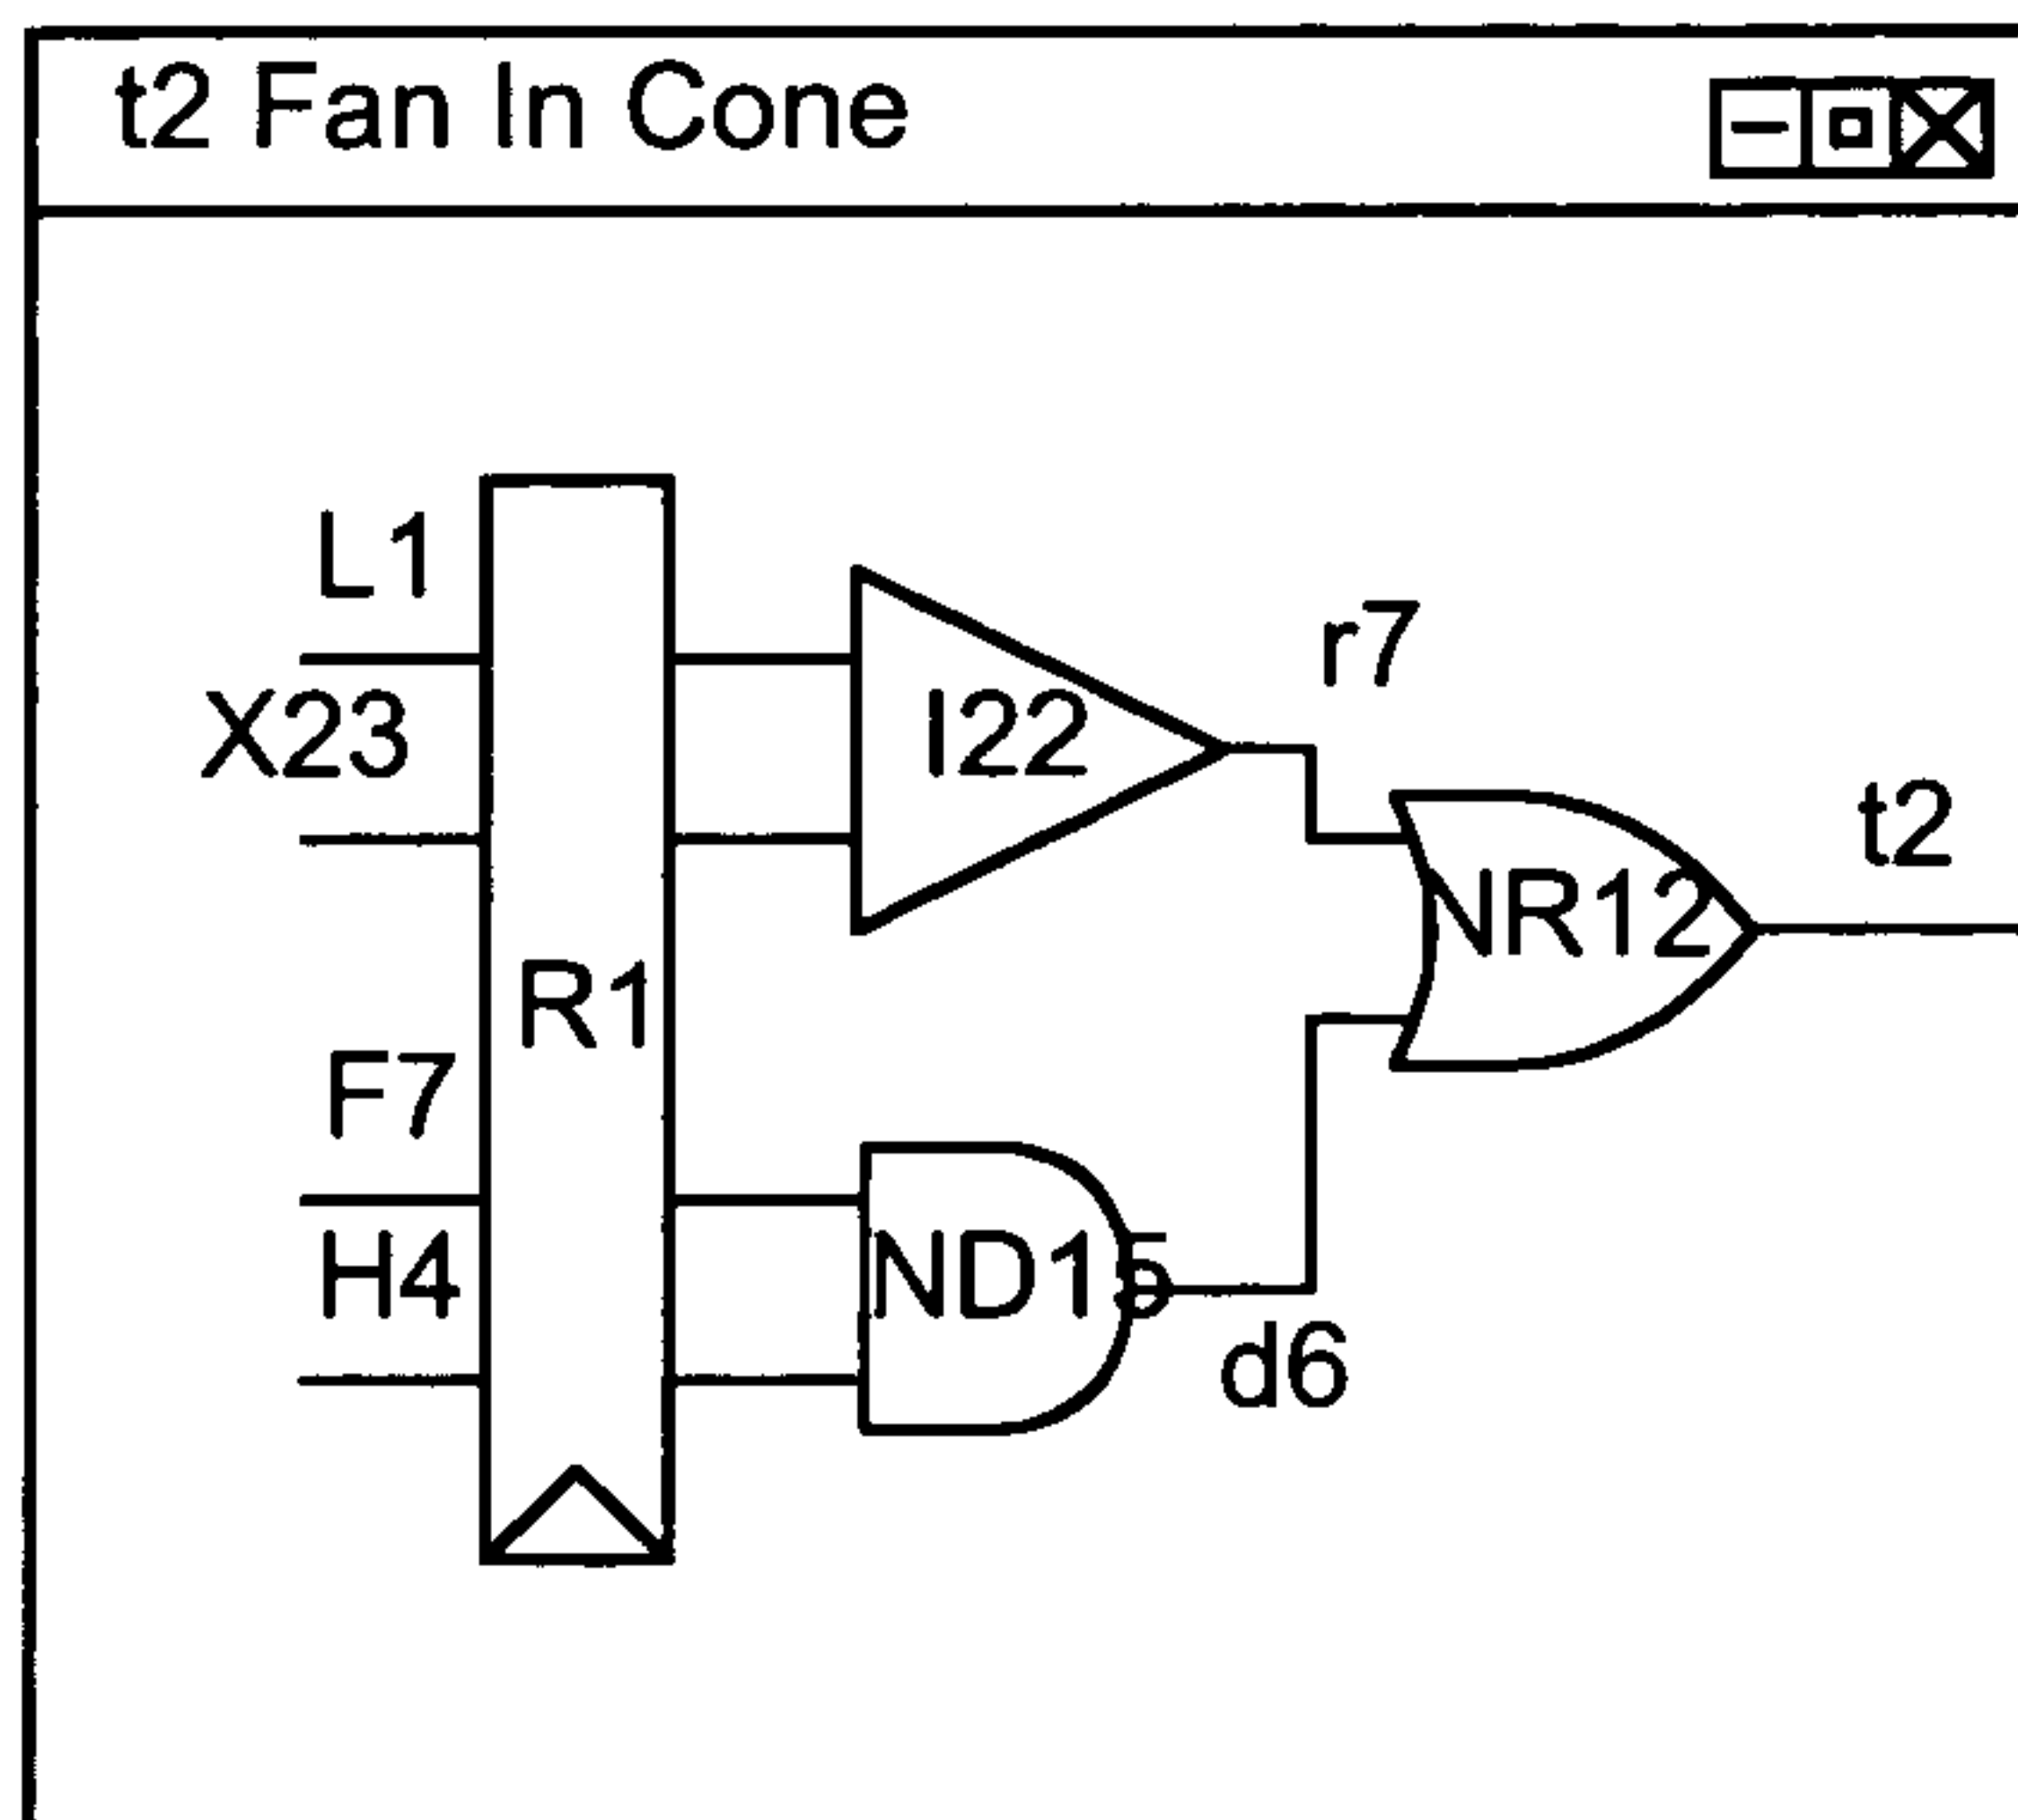 t2 Fan In Cone
L1
r7
X23
I22
t2
NR12
R1
F7
H4
ND15
d6